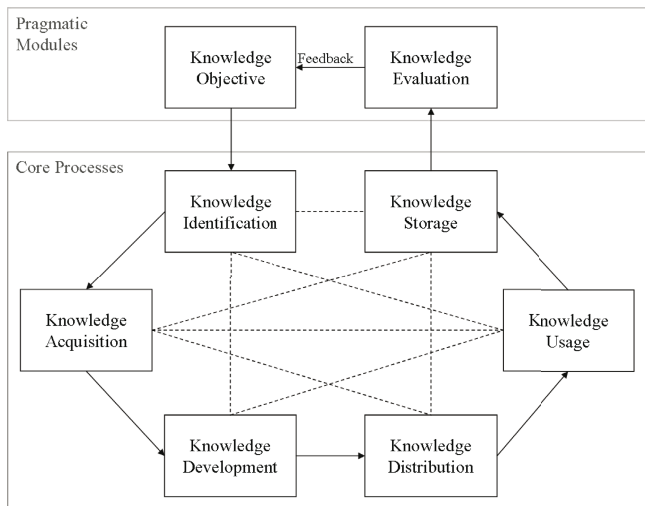 Pragmatic
Modules
Knowledge
Objective
Feedback
Knowledge
Evaluation
Core Processes
Knowledge
Identification
Knowledge
Storage
Knowledge
Acquisition
Knowledge
Usage
Knowledge
Development
Knowledge
Distribution